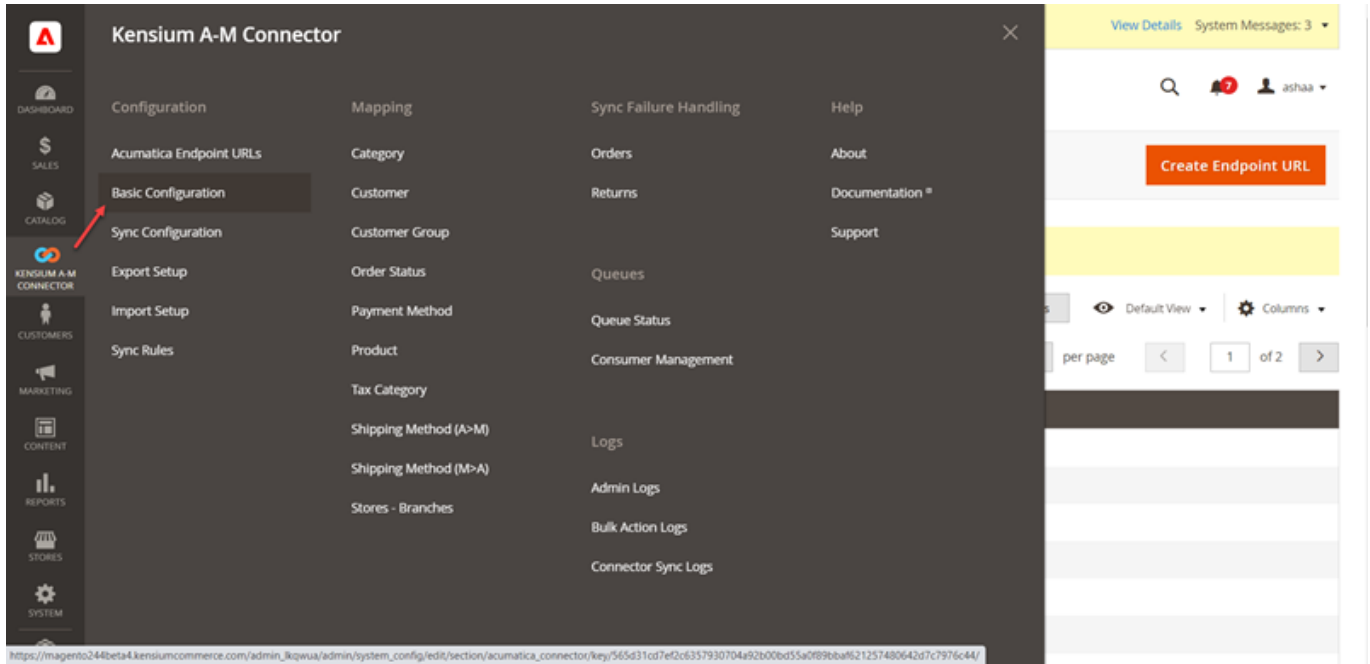 Kensium A-M Connector
View Details System Messages: 3
7
ashaa
Create Endpoint URL
DASHBOARD
SALES
CATALOG
KENSIUM A-M
CONNECTOR
CUSTOMERS
MARKETING
CONTENT
REPORTS
STORES
SYSTEM
Configuration
Acumatica Endpoint URLs
Basic Configuration
Sync Configuration
Export Setup
Import Setup
Sync Rules
Mapping
Category
Customer
Customer Group
Order Status
Payment Method
Product
Tax Category
Shipping Method (A>M)
Shipping Method (M>A)
Stores - Branches
Sync Failure Handling
Orders
Returns
Queues
Queue Status
Consumer Management
Logs
Admin Logs
Bulk Action Logs
Connector Sync Logs
Help
About
Documentation
Support
s
Default View
Columns
per page
1 of 2
https://magento244beta4.kensiumcommerce.com/admin_lkqwua/admin/system_config/edit/section/acumatica_connector/key/565d31cd7ef2c6357930704a92b00bd55a0f89bbaf621257480642d7c7976c44/